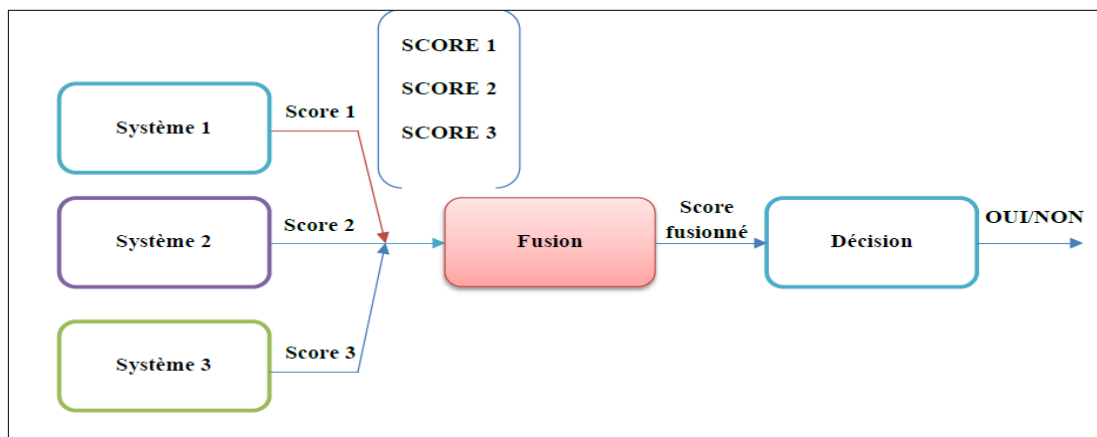 SCORE 1
SCORE 2
SCORE 3
Système 1
Score 1
Système 2
Score 2
Système 3
Score 3
Fusion
Score
fusionné
Décision
OUI/NON